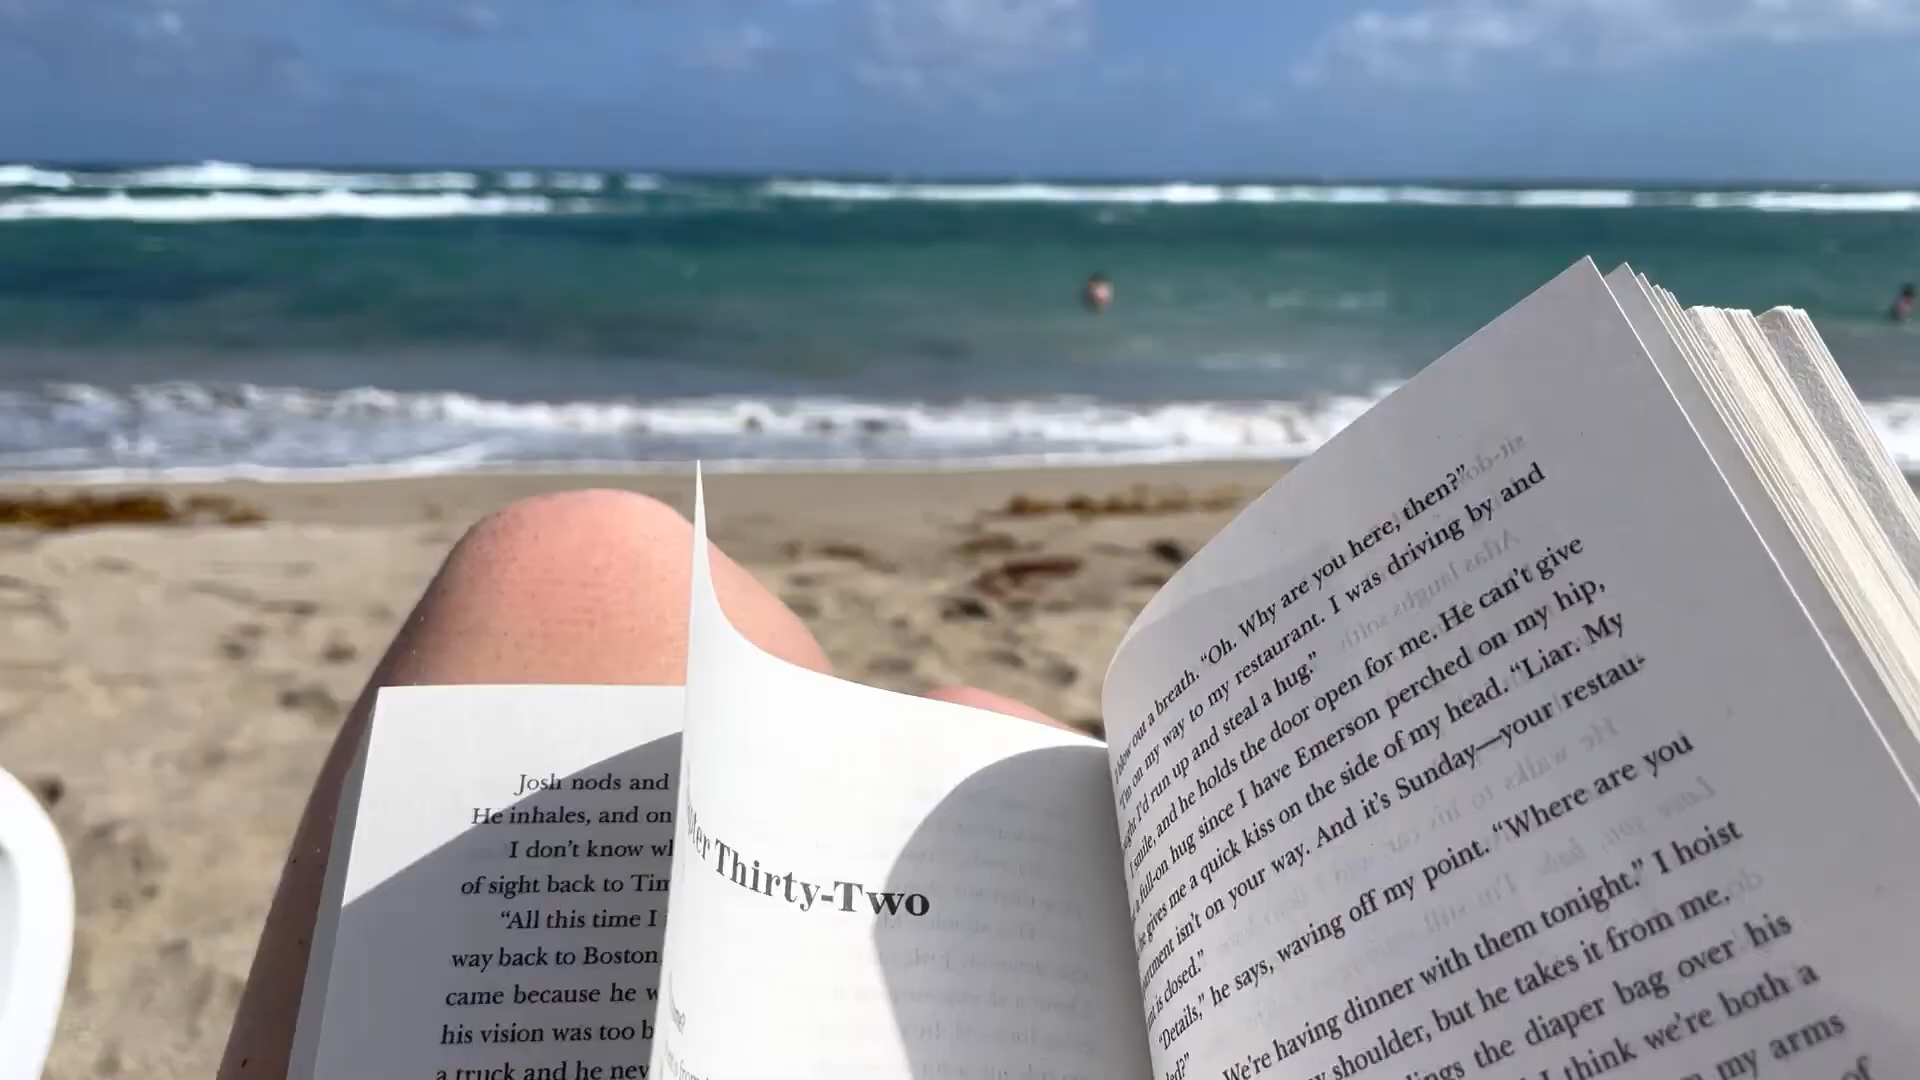 Josh nods and
He inhales, and on
I don't know wh
of sight back to Tim
"All this time I
way back to Boston
came because he w
his vision was too b
a truck and he nev
Thirty-Two
blow out a breath. "Oh. Why are you here, then?"
"I'm on my way to my restaurant. I was driving by and
I'd run up and steal a hug."
I smile, and he holds the door open for me. He can't give
a full-on hug since I have Emerson perched on my hip,
he gives me a quick kiss on the side of my head. "Liar. My
isn't on your way. And it's Sunday—your restau-
is closed."
"Details," he says, waving off my point. "Where are you
We're having dinner with them tonight." I hoist
shoulder, but he takes it from me.
the diaper bag over his
I think we're both a
my arms
of